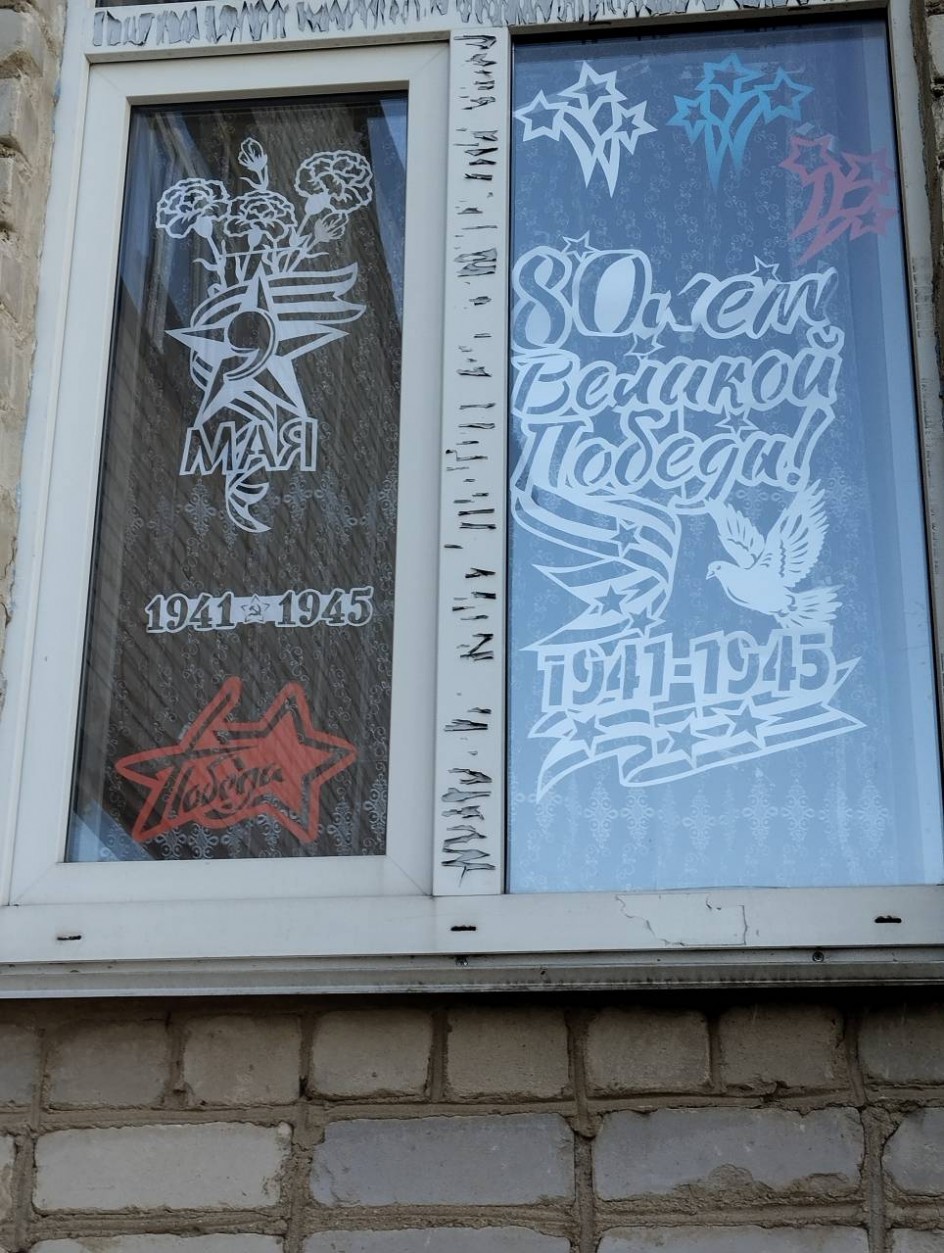 9
МАЯ
1941 1945
Победа
80 лет
Великой
Победы!
1941-1945